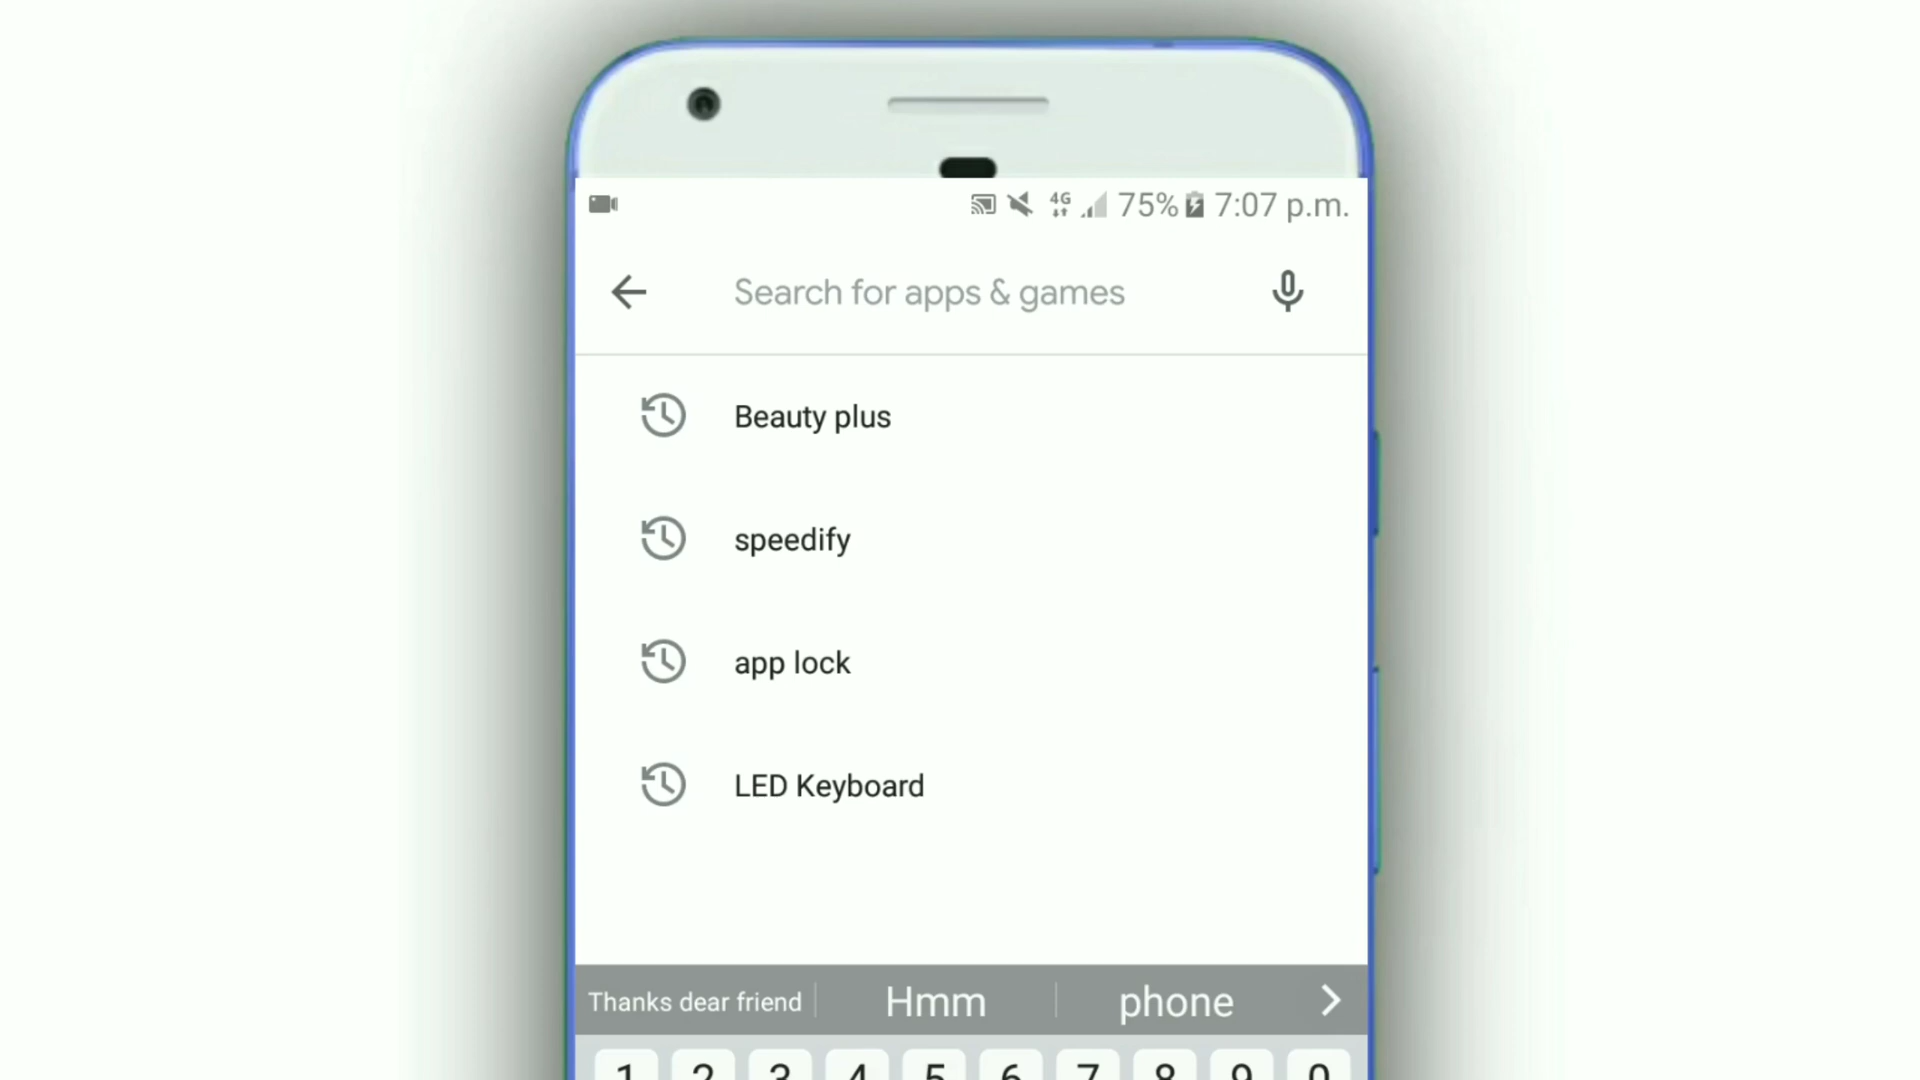 4G 75% 7:07 p.m.
Search for apps & games
Beauty plus
speedify
app lock
LED Keyboard
Thanks dear friend Hmm phone
1 2 3 4 5 6 7 8 9 0